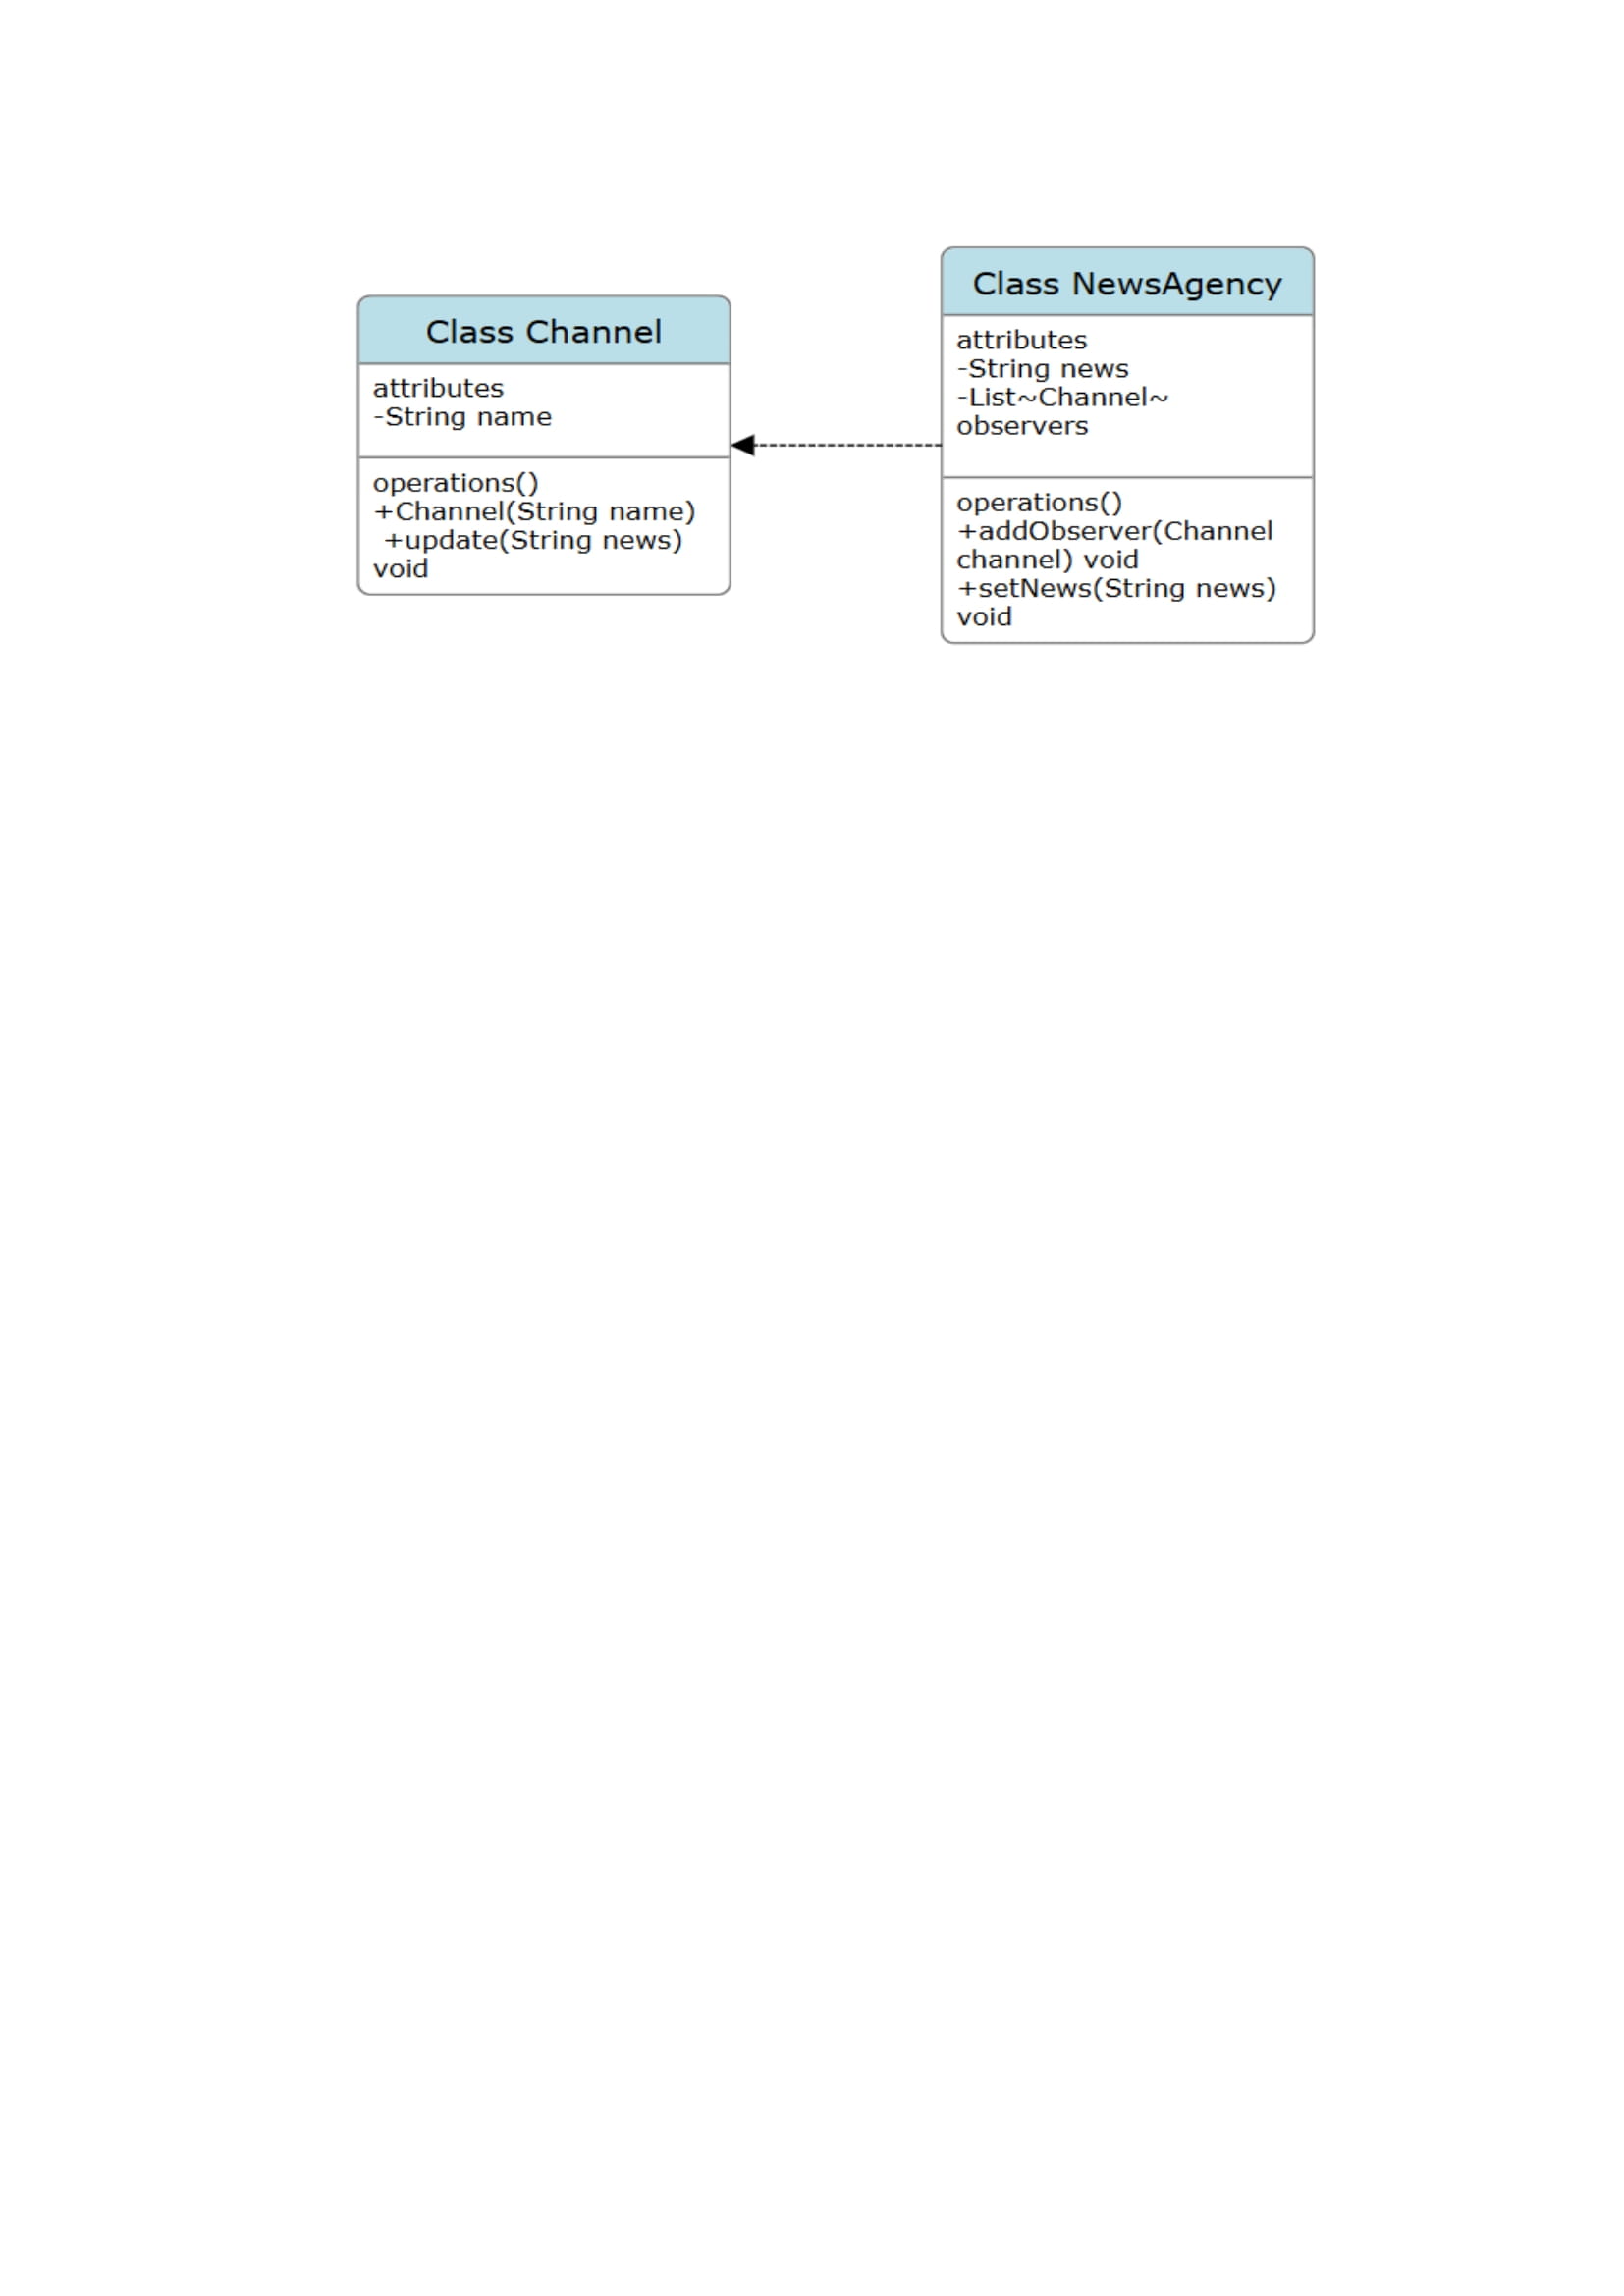 Class Channel
attributes
-String name
operations()
+Channel(String name)
+update(String news)
void
Class NewsAgency
attributes
-String news
-List~Channel~
observers
operations()
+addObserver(Channel
channel) void
+setNews(String news)
void